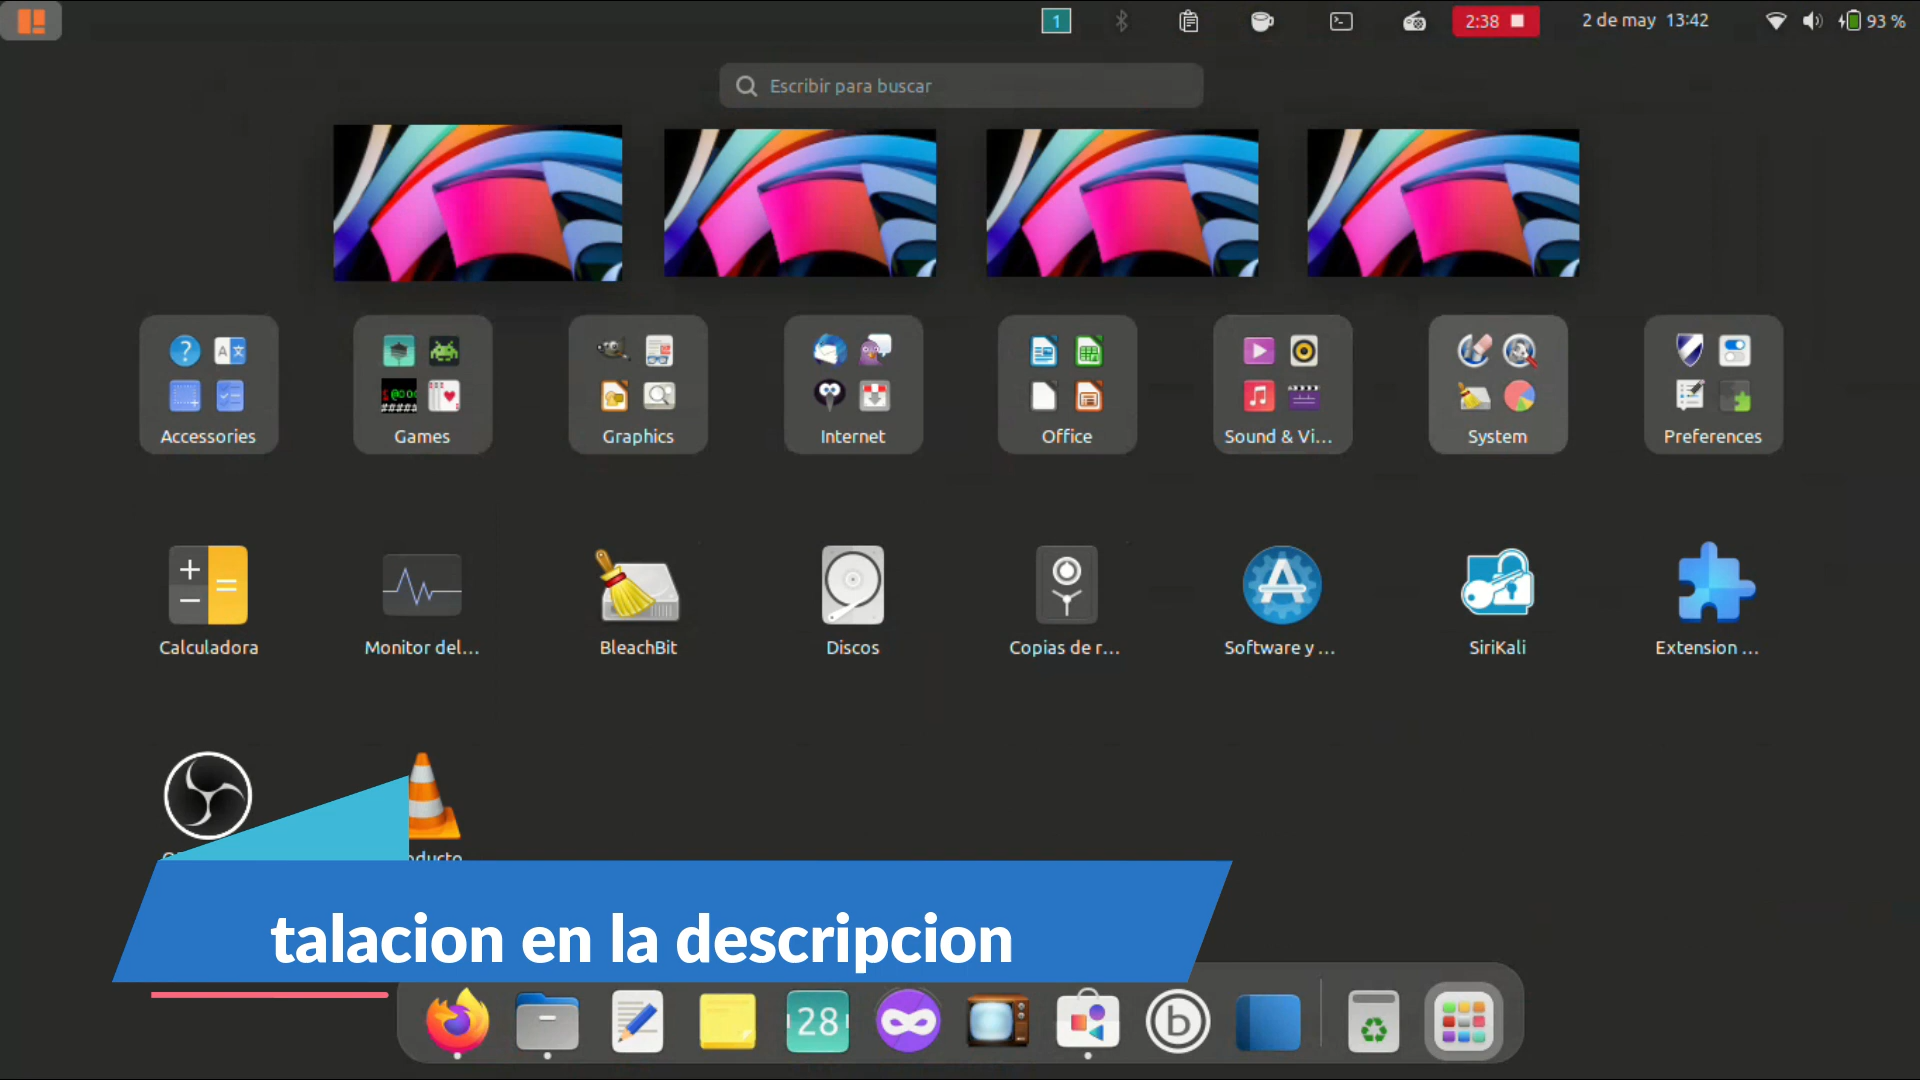 1
2:38
2 de may 13:42
93 %
Escribir para buscar
Accessories
Games
Graphics
Internet
Office
Sound & Vi...
System
Preferences
Calculadora
Monitor del...
BleachBit
Discos
Copias de r...
Software y ...
SiriKali
Extension ...
talacion en la descripcion
28
b